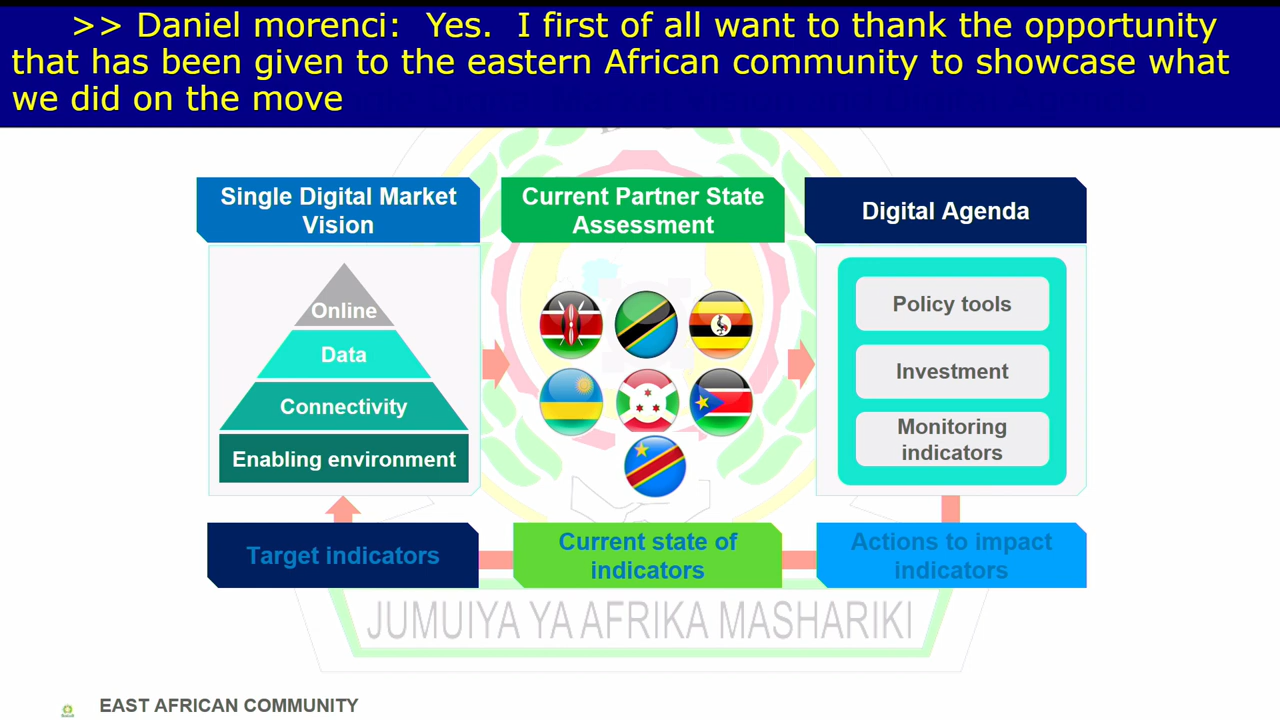 >> Daniel morenci: Yes. I first of all want to thank the opportunity
that has been given to the eastern African community to showcase what
we did on the move
Single Digital Market
Vision
Current Partner State
Assessment
Digital Agenda
Online
Data
Connectivity
Enabling environment
Policy tools
Investment
Monitoring
indicators
Target indicators
Current state of
indicators
Actions to impact
indicators
JUMUIYA YA AFRIKA MASHARIKI
EAST AFRICAN COMMUNITY